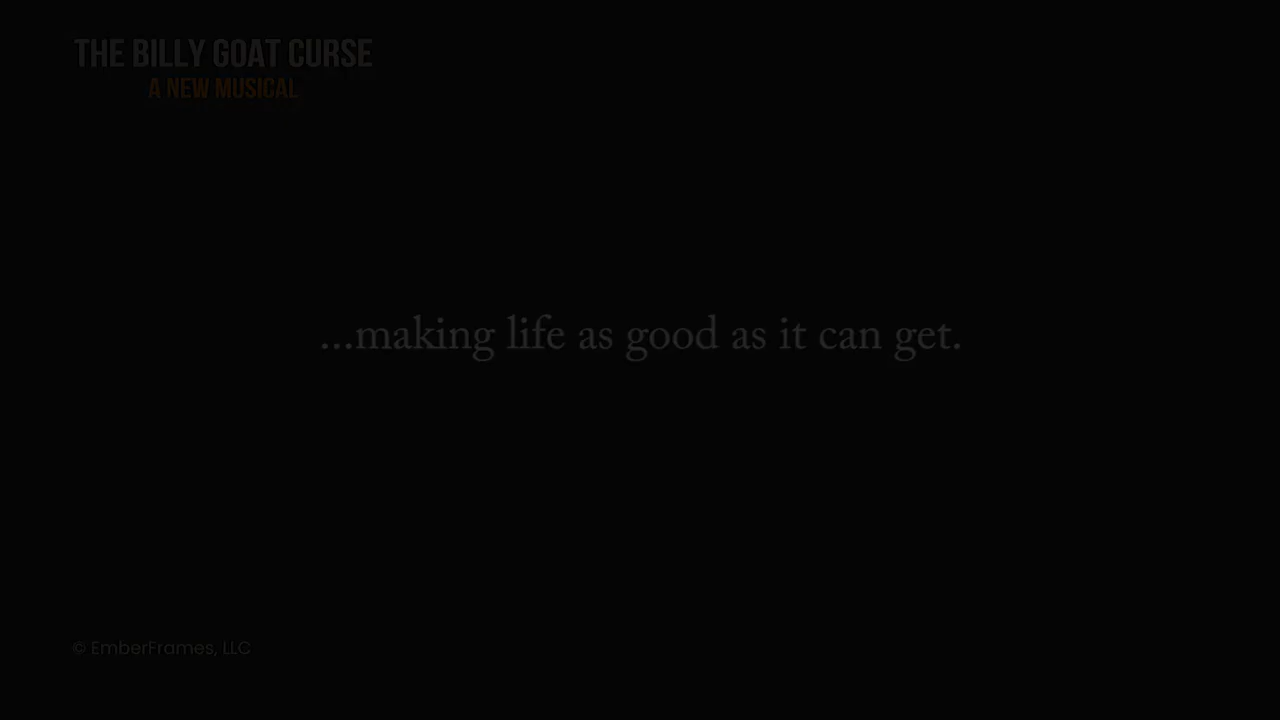 THE BILLY GOAT CURSE
A NEW MUSICAL
...making life as good as it can get.
© EmberFrames, LLC